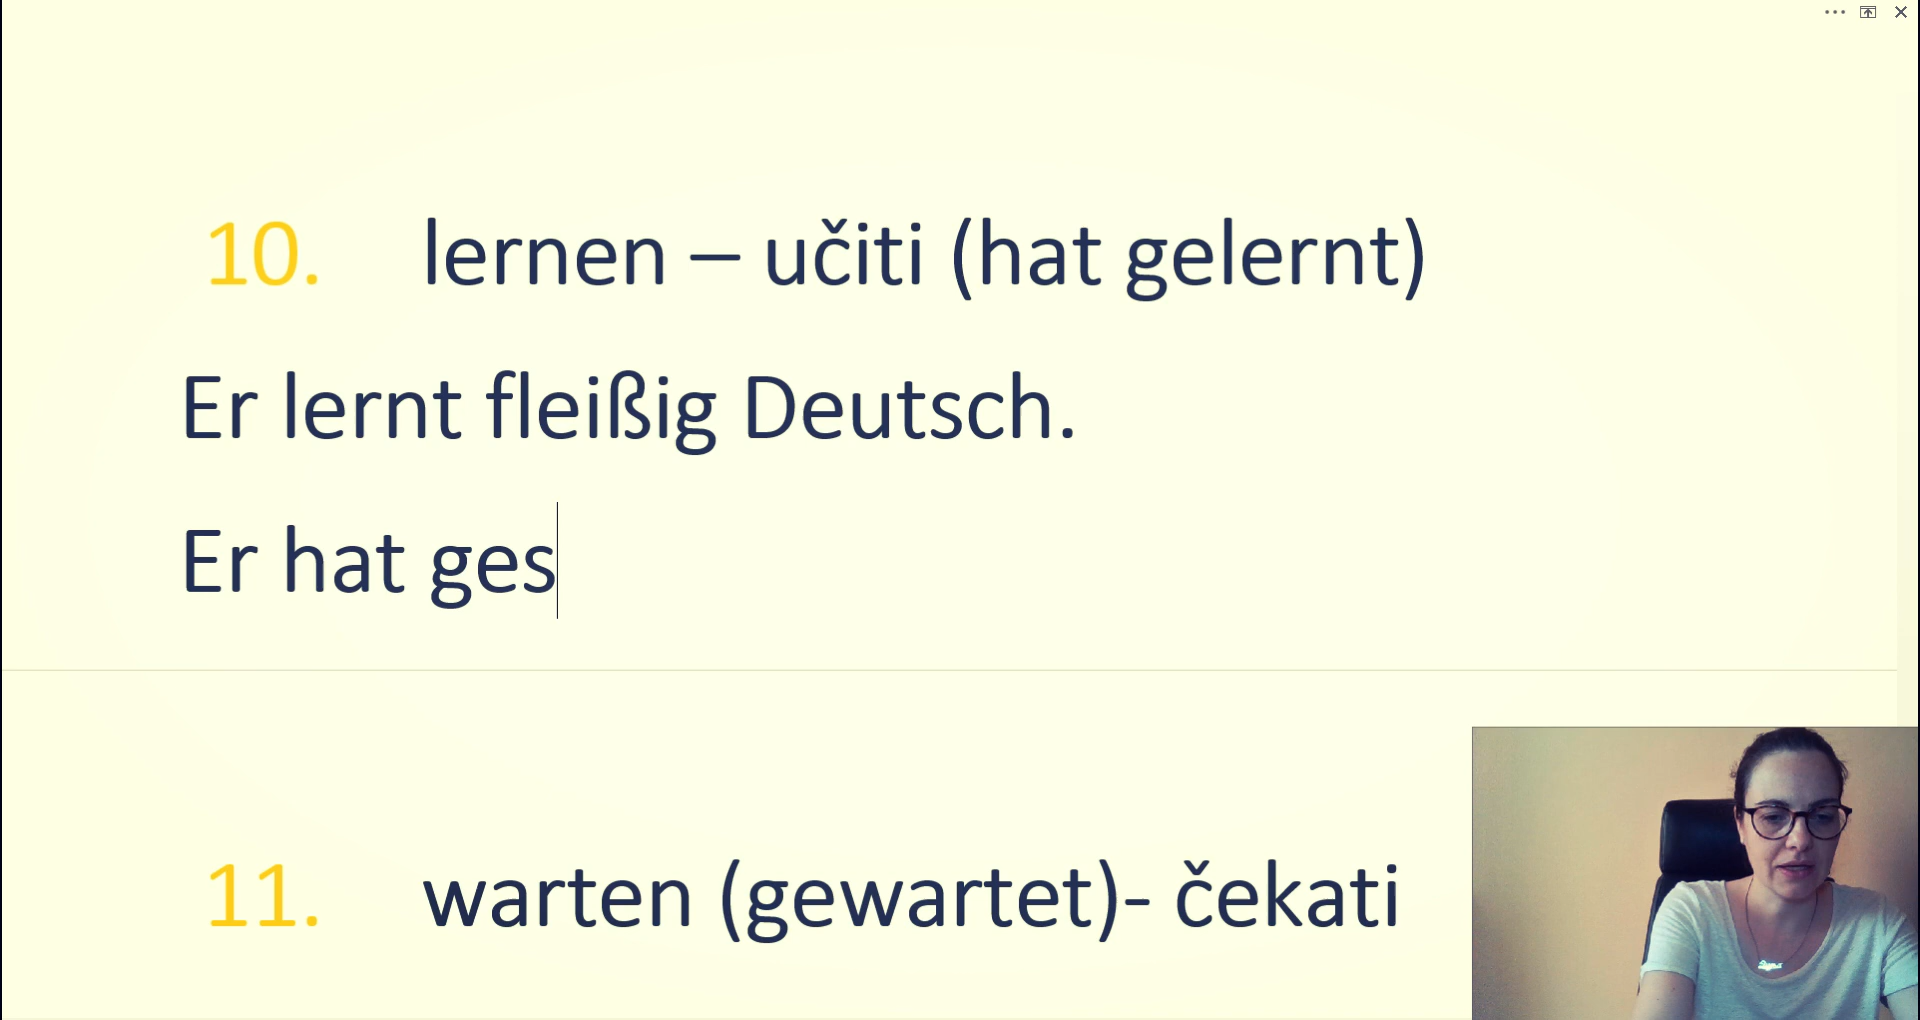 10. lernen – učiti (hat gelernt)
Er lernt fleißig Deutsch.
Er hat ges
11. warten (gewartet)- čekati